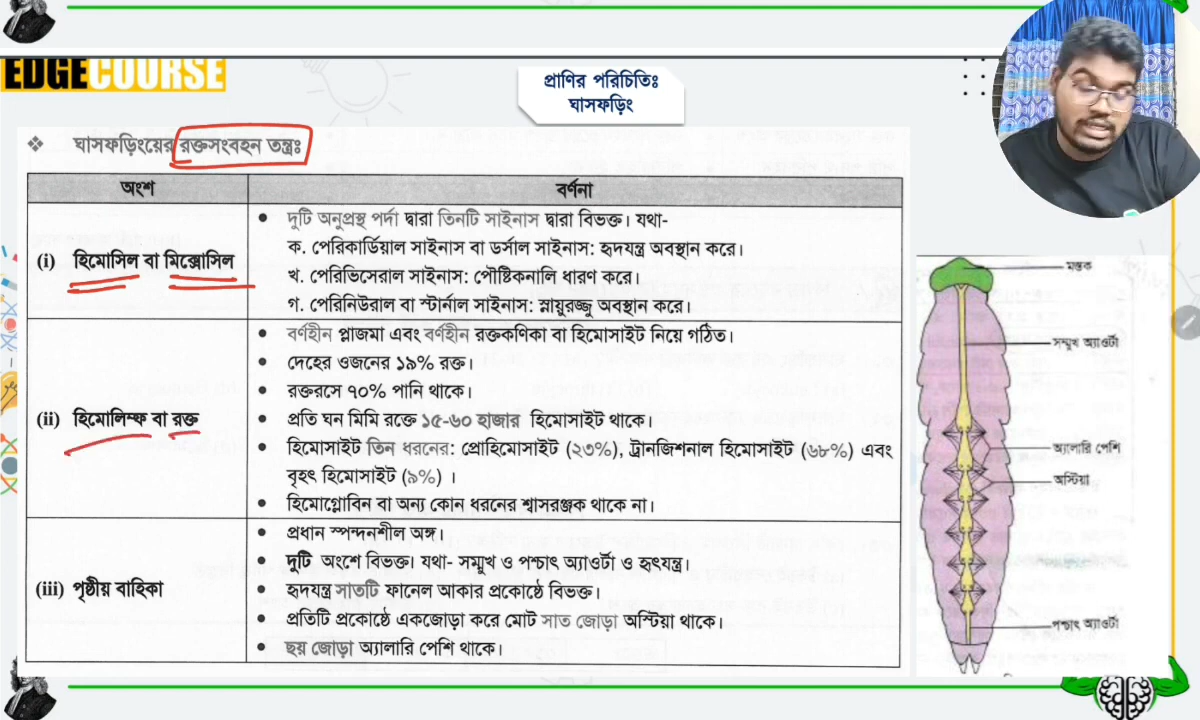 EDGECOURSE
প্রাণির পরিচিতিঃ
ঘাসফড়িং
❖ ঘাসফড়িংয়ের রক্তসংবহন তন্ত্রঃ
অংশ
বর্ণনা
(i) হিমোসিল বা মিক্সোসিল
• দুটি অনুপ্রস্থ পর্দা দ্বারা তিনটি সাইনাস দ্বারা বিভক্ত। যথা-
ক. পেরিকার্ডিয়াল সাইনাস বা ডর্সাল সাইনাস: হৃদযন্ত্র অবস্থান করে।
খ. পেরিভিসেরাল সাইনাস: পৌষ্টিকনালি ধারণ করে।
গ. পেরিনিউরাল বা স্টার্নাল সাইনাস: স্নায়ুরজ্জু অবস্থান করে।
(ii) হিমোলিম্ফ বা রক্ত
• বর্ণহীন প্লাজমা এবং বর্ণহীন রক্তকণিকা বা হিমোসাইট নিয়ে গঠিত।
• দেহের ওজনের ১৯% রক্ত।
• রক্তরসে ৭০% পানি থাকে।
• প্রতি ঘন মিমি রক্তে ১৫-৬০ হাজার হিমোসাইট থাকে।
• হিমোসাইট তিন ধরনের: প্রোহিমোসাইট (২৩%), ট্রানজিশনাল হিমোসাইট (৬৮%) এবং
বৃহৎ হিমোসাইট (৯%) ।
• হিমোগ্লোবিন বা অন্য কোন ধরনের শ্বাসরঞ্জক থাকে না।
(iii) পৃষ্ঠীয় বাহিকা
• প্রধান স্পন্দনশীল অঙ্গ।
• দুটি অংশে বিভক্ত। যথা- সম্মুখ ও পশ্চাৎ অ্যাওর্টা ও হৃৎযন্ত্র।
• হৃদযন্ত্র সাতটি ফানেল আকার প্রকোষ্ঠে বিভক্ত।
• প্রতিটি প্রকোষ্ঠে একজোড়া করে মোট সাত জোড়া অস্টিয়া থাকে।
• ছয় জোড়া অ্যালারি পেশি থাকে।
মস্তক
সম্মুখ অ্যাওর্টা
অ্যালারি পেশি
অস্টিয়া
পশ্চাৎ অ্যাওর্টা